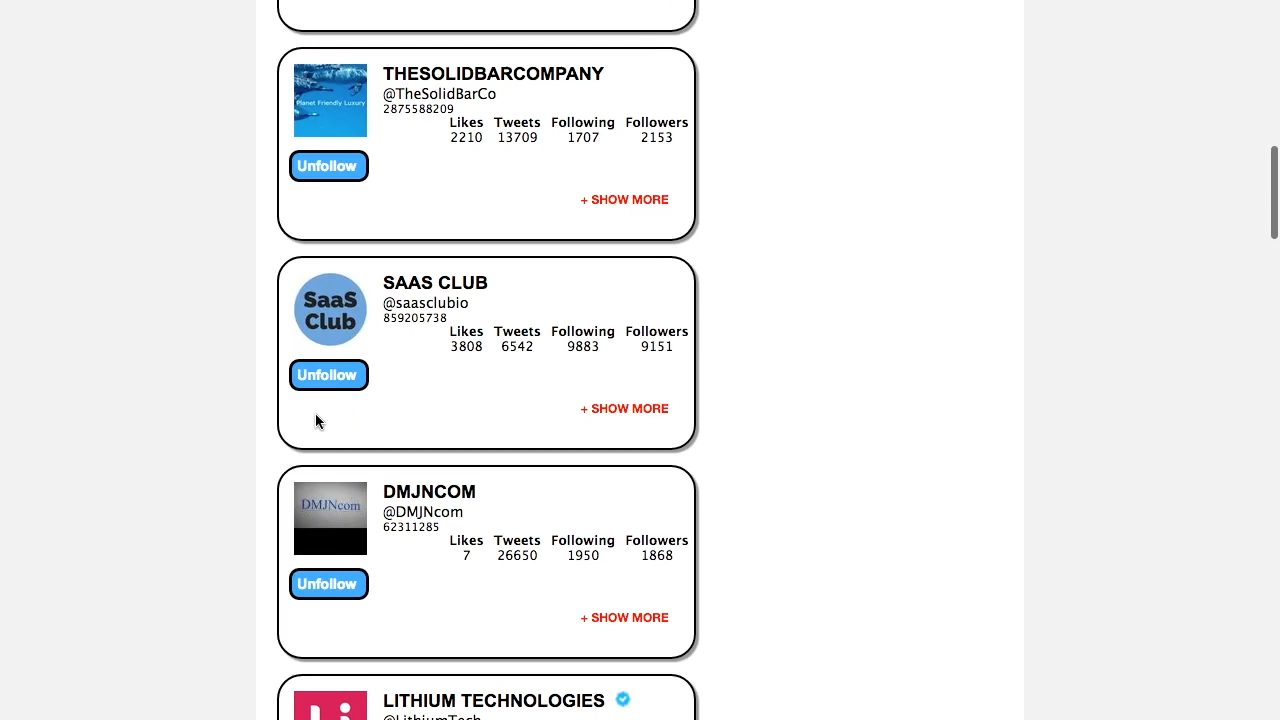 THESOLIDBARCOMPANY
@TheSolidBarCo
2875588209
Likes Tweets Following Followers
2210 13709 1707 2153
Planet Friendly Luxury
Unfollow
+ SHOW MORE
SAAS CLUB
@saasclubio
859205738
Likes Tweets Following Followers
3808 6542 9883 9151
SaaS
Club
Unfollow
+ SHOW MORE
DMJNCOM
@DMJNcom
62311285
Likes Tweets Following Followers
7 26650 1950 1868
DMJNcom
Unfollow
+ SHOW MORE
LITHIUM TECHNOLOGIES
@LithiumTech
Li